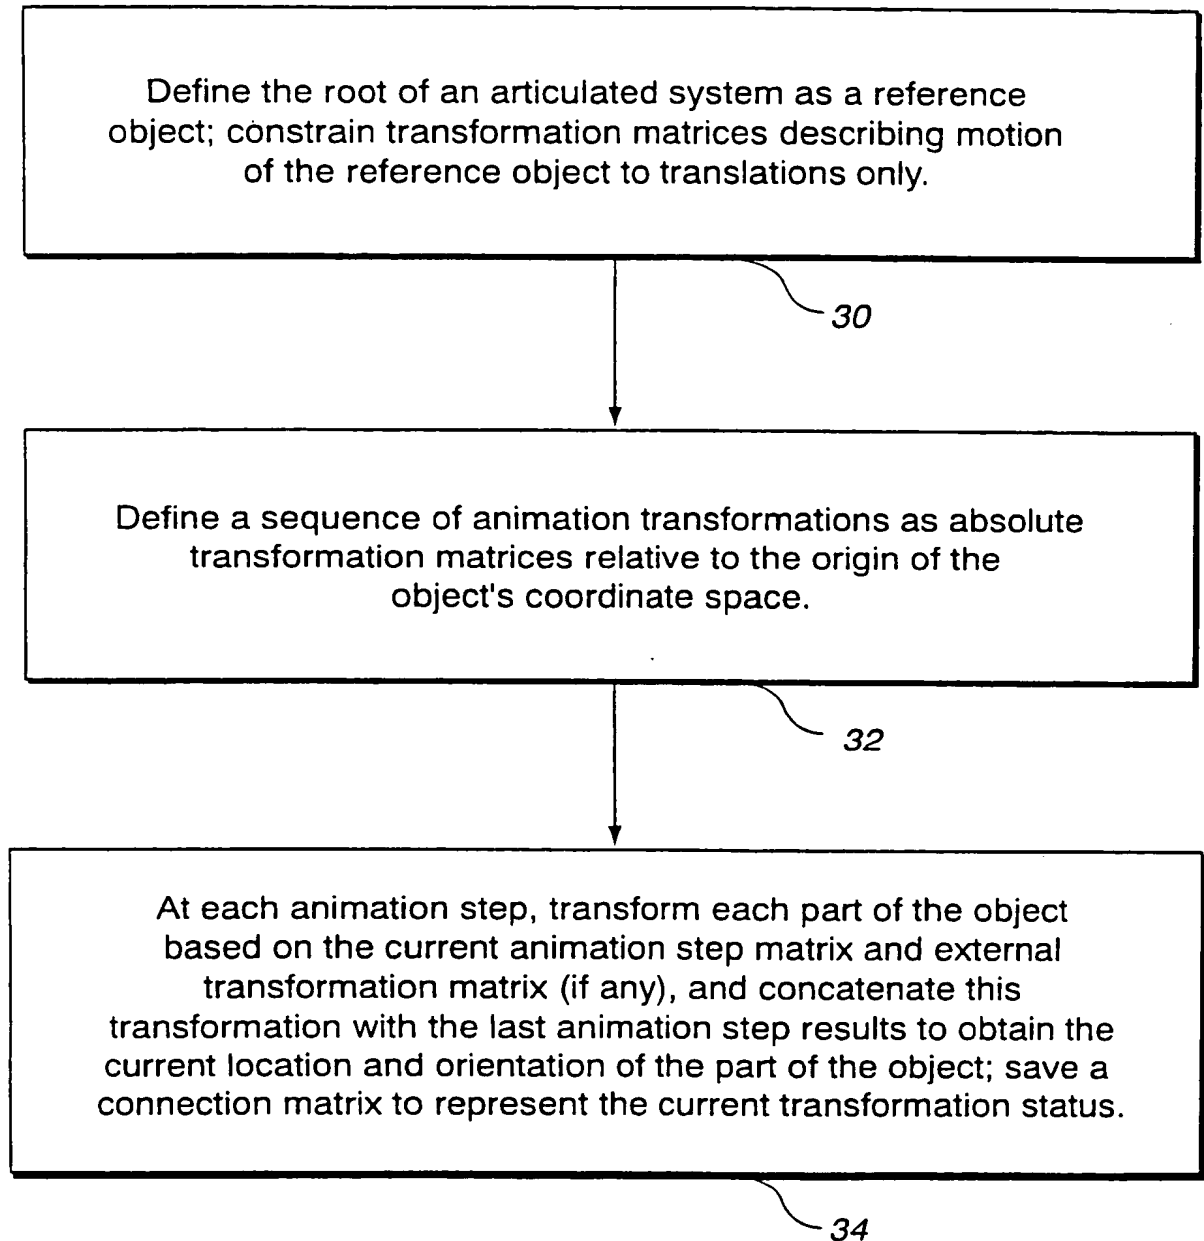 Define the root of an articulated system as a reference
object; constrain transformation matrices describing motion
of the reference object to translations only.
30
Define a sequence of animation transformations as absolute
transformation matrices relative to the origin of the
object's coordinate space.
32
At each animation step, transform each part of the object
based on the current animation step matrix and external
transformation matrix (if any), and concatenate this
transformation with the last animation step results to obtain the
current location and orientation of the part of the object; save a
connection matrix to represent the current transformation status.
34